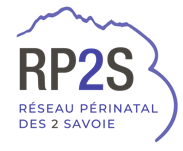 RP2S
RÉSEAU PÉRINATAL
DES 2 SAVOIE